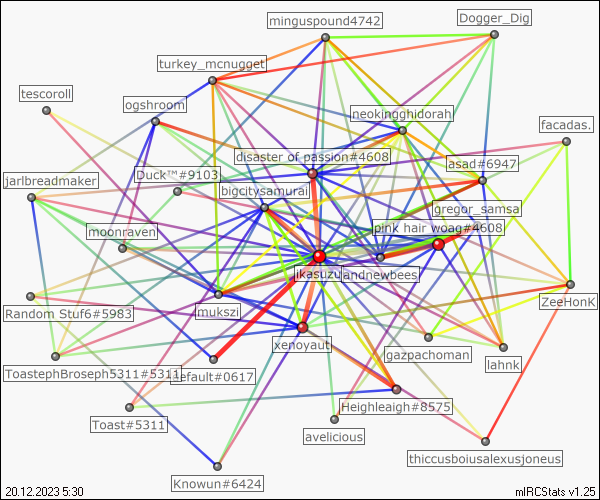 minguspound4742
Dogger_Dig
turkey_mcnugget
tescoroll
ogshroom
neokingghidorah
facadas.
disaster of passion#4608
asad#6947
Duck™#9103
jarlbreadmaker
bigcitysamurai
gregor_samsa
pink hair woag#4608
moonraven
ikasuzu
landnewbees
ZeeHonK
Random Stuf6#5983
mukszi
xenoyaut
gazpachoman
lahnk
ToastephBroseph5311#5311
default#0617
Heighleaigh#8575
Toast#5311
avelicious
thiccusboiusalexusjoneus
Knowun#6424
20.12.2023 5:30
mIRCStats v1.25